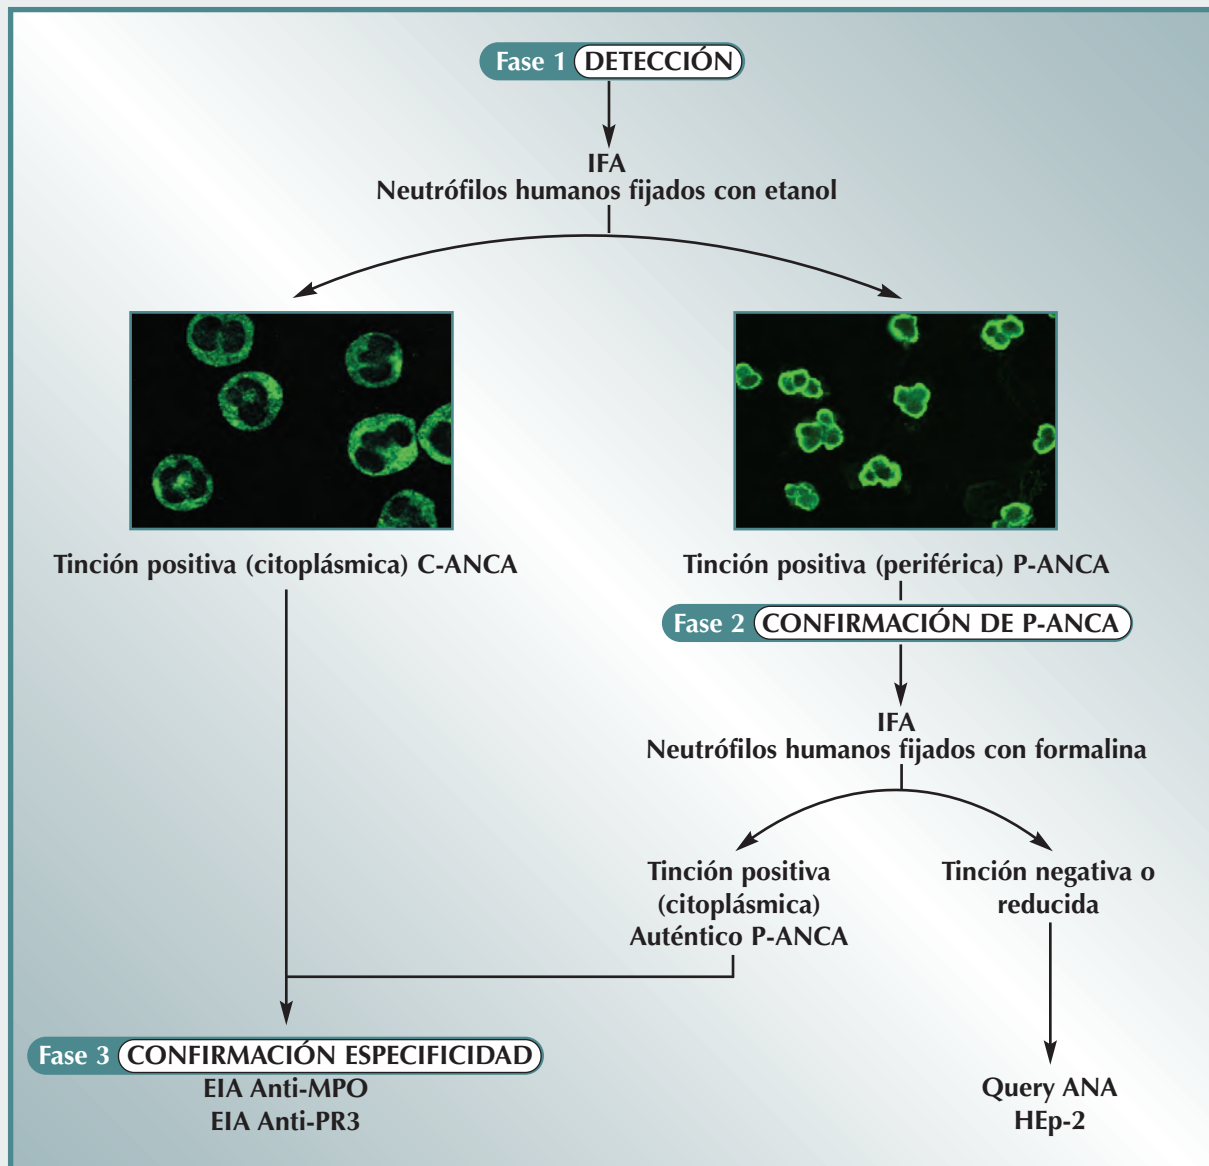 Fase 1 DETECCIÓN
IFA
Neutrófilos humanos fijados con etanol
Tinción positiva (citoplásmica) C-ANCA
Tinción positiva (periférica) P-ANCA
Fase 2 CONFIRMACIÓN DE P-ANCA
IFA
Neutrófilos humanos fijados con formalina
Tinción positiva
(citoplásmica)
Auténtico P-ANCA
Tinción negativa o
reducida
Fase 3 CONFIRMACIÓN ESPECIFICIDAD
EIA Anti-MPO
EIA Anti-PR3
Query ANA
HEp-2